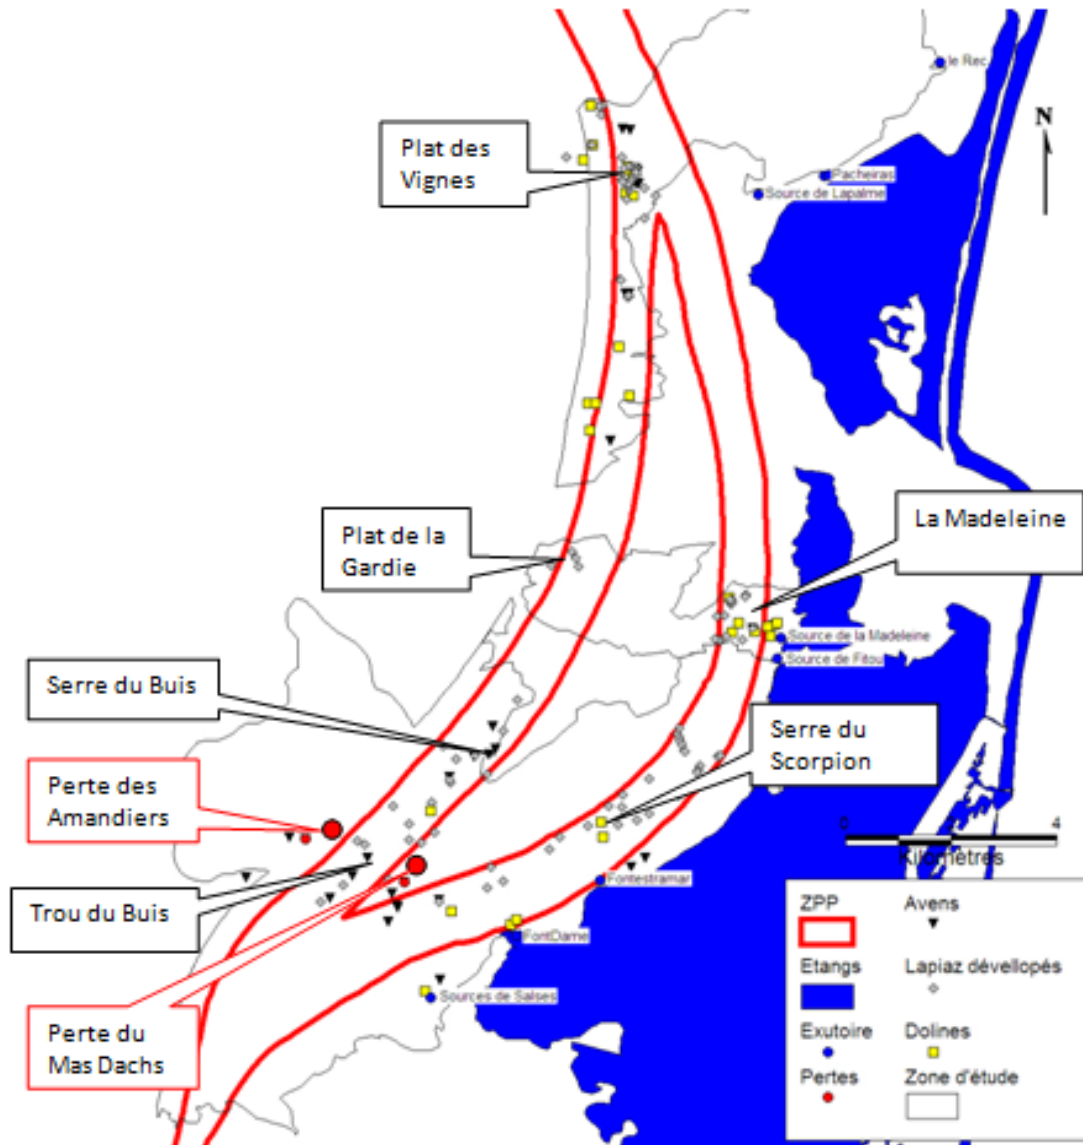 le Rec
N
Plat des
Vignes
Pacheiras
Source de Lapalme
La Madeleine
Plat de la
Gardie
Source de la Madeleine
Source de Fitou
Serre du Buis
Serre du
Scorpion
Perte des
Amandiers
0 4
Kilomètres
Trou du Buis
Fontestramar
FontDame
Sources de Salses
Perte du
Mas Dachs
ZPP Avens
Etangs Lapiaz dévellopés
Exutoire Dolines
Pertes Zone d'étude